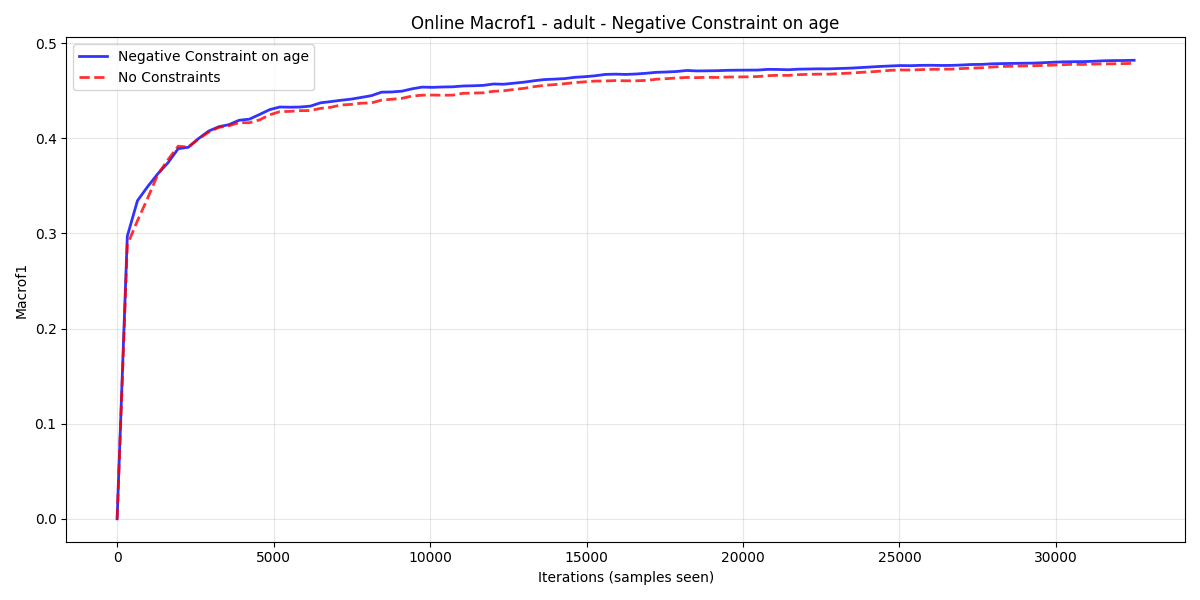 Online Macrof1 - adult - Negative Constraint on age
Negative Constraint on age
No Constraints
Macrof1
0.5
0.4
0.3
0.2
0.1
0.0
0 5000 10000 15000 20000 25000 30000
Iterations (samples seen)